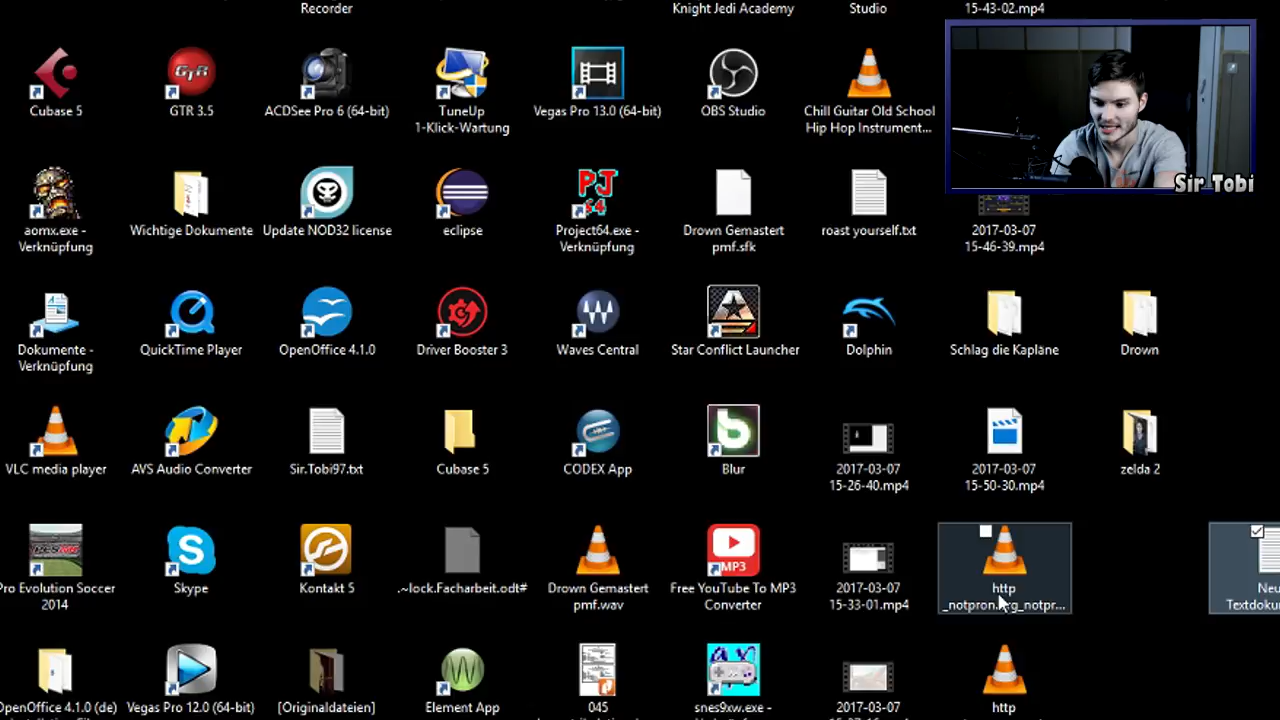 Recorder
Knight Jedi Academy
Studio
15-43-02.mp4
Cubase 5
GTR
GTR 3.5
ACDSee Pro 6 (64-bit)
TuneUp
1-Klick-Wartung
Vegas Pro 13.0 (64-bit)
OBS Studio
Chill Guitar Old School
Hip Hop Instrument...
Sir Tobi
aomx.exe -
Verknüpfung
Wichtige Dokumente
Update NOD32 license
eclipse
PJ
64
Project64.exe -
Verknüpfung
Drown Gemastert
pmf.sfk
roast yourself.txt
2017-03-07
15-46-39.mp4
Dokumente -
Verknüpfung
QuickTime Player
OpenOffice 4.1.0
Driver Booster 3
Waves Central
Star Conflict Launcher
Dolphin
Schlag die Kapläne
Drown
VLC media player
AVS Audio Converter
Sir.Tobi97.txt
Cubase 5
CODEX App
Blur
2017-03-07
15-26-40.mp4
2017-03-07
15-50-30.mp4
zelda 2
Pro Evolution Soccer
2014
Skype
Kontakt 5
.~lock.Facharbeit.odt#
Drown Gemastert
pmf.wav
MP3
Free YouTube To MP3
Converter
2017-03-07
15-33-01.mp4
http
Neu
Textdoku
OpenOffice 4.1.0 (de)
Vegas Pro 12.0 (64-bit)
[Originaldateien]
Element App
045
snes9xw.exe -
2017-03-07
http